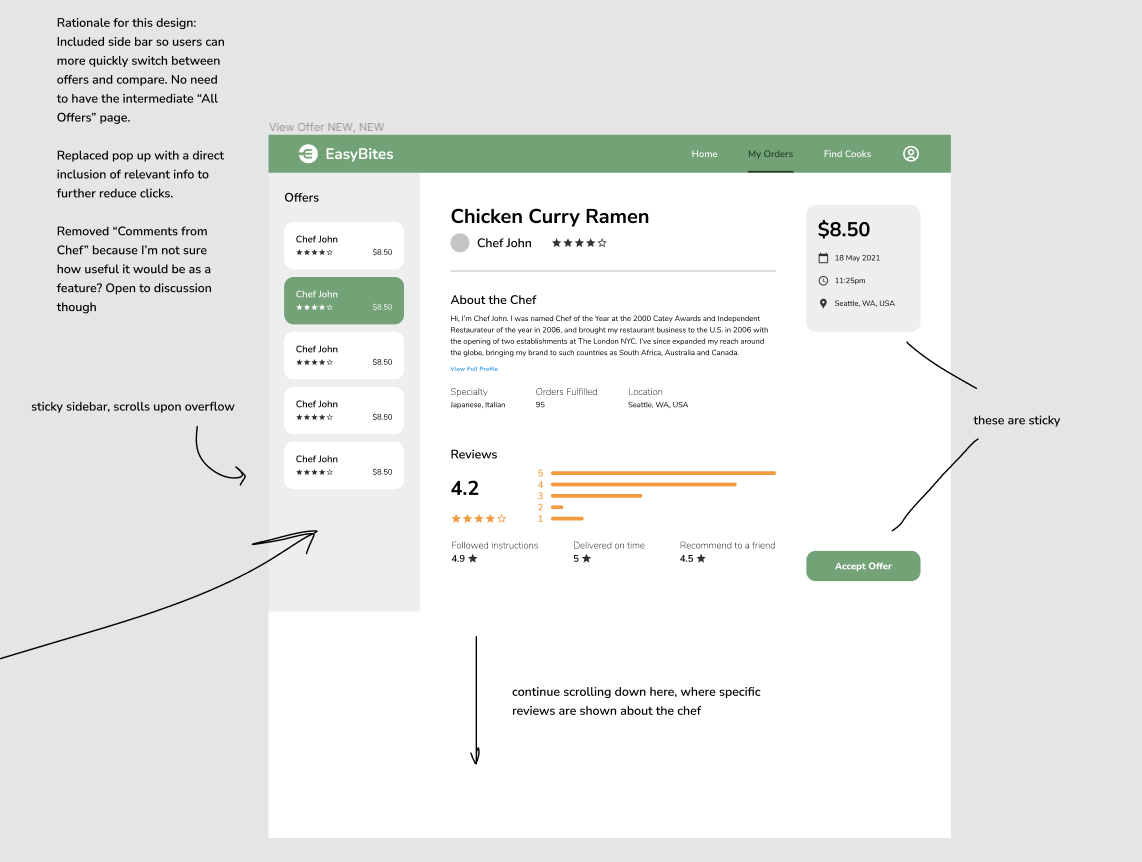 Rationale for this design:
Included side bar so users can
more quickly switch between
offers and compare. No need
to have the intermediate “All
Offers” page.
Replaced pop up with a direct
inclusion of relevant info to
further reduce clicks.
Removed “Comments from
Chef” because I’m not sure
how useful it would be as a
feature? Open to discussion
though
sticky sidebar, scrolls upon overflow
View Offer NEW, NEW
EasyBites
Home
My Orders
Find Cooks
Offers
Chef John
$8.50
Chef John
$8.50
Chef John
$8.50
Chef John
$8.50
Chef John
$8.50
Chicken Curry Ramen
Chef John
About the Chef
Hi, I’m Chef John. I was named Chef of the Year at the 2000 Catey Awards and Independent
Restaurateur of the year in 2006, and brought my restaurant business to the U.S. in 2006 with
the opening of two establishments at The London NYC. I’ve since expanded my reach around
the globe, bringing my brand to such countries as South Africa, Australia and Canada.
View Full Profile
Specialty
Japanese, Italian
Orders Fulfilled
95
Location
Seattle, WA, USA
Reviews
4.2
5
4
3
2
1
Followed instructions
4.9
Delivered on time
5
Recommend to a friend
4.5
$8.50
18 May 2021
11:25pm
Seattle, WA, USA
Accept Offer
these are sticky
continue scrolling down here, where specific
reviews are shown about the chef